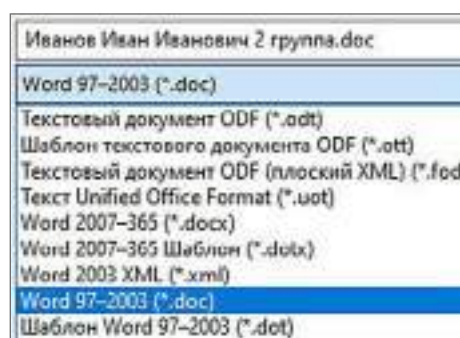 Иванов Иван Иванович 2 группа.doc
Word 97–2003 (*.doc)
Текстовый документ ODF (*.odt)
Шаблон текстового документа ODF (*.ott)
Текстовый документ ODF (плоский XML) (*.fod
Текст Unified Office Format (*.uot)
Word 2007–365 (*.docx)
Word 2007–365 Шаблон (*.dotx)
Word 2003 XML (*.xml)
Word 97–2003 (*.doc)
Шаблон Word 97–2003 (*.dot)